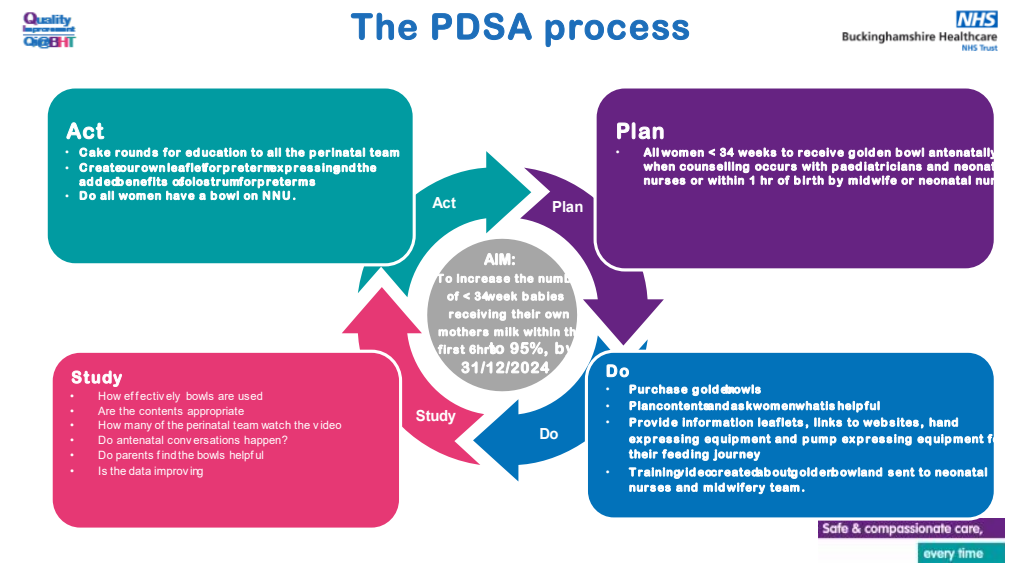 Quality
Improvement
Qi@BHT
The PDSA process
NHS
Buckinghamshire Healthcare
NHS Trust
Act
• Cake rounds for education to all the perinatal team
• Create our own leaflet for preterm expressing and the
added benefits of colostrum for preterms
• Do all women have a bowl on NNU.
Plan
• All women < 34 weeks to receive golden bowl antenatally
when counselling occurs with paediatricians and neonat
nurses or within 1 hr of birth by midwife or neonatal nur
Act
Plan
AIM:
To increase the numb
of < 34week babies
receiving their own
mothers milk within th
first 6hrs to 95%, by
31/12/2024
Study
Do
Study
• How effectively bowls are used
• Are the contents appropriate
• How many of the perinatal team watch the video
• Do antenatal conversations happen?
• Do parents find the bowls helpful
• Is the data improving
Do
• Purchase golden bowls
• Plan contents and ask women what is helpful
• Provide information leaflets, links to websites, hand
expressing equipment and pump expressing equipment f
their feeding journey
• Training video created about golden bowl and sent to neonatal
nurses and midwifery team.
Safe & compassionate care,
every time